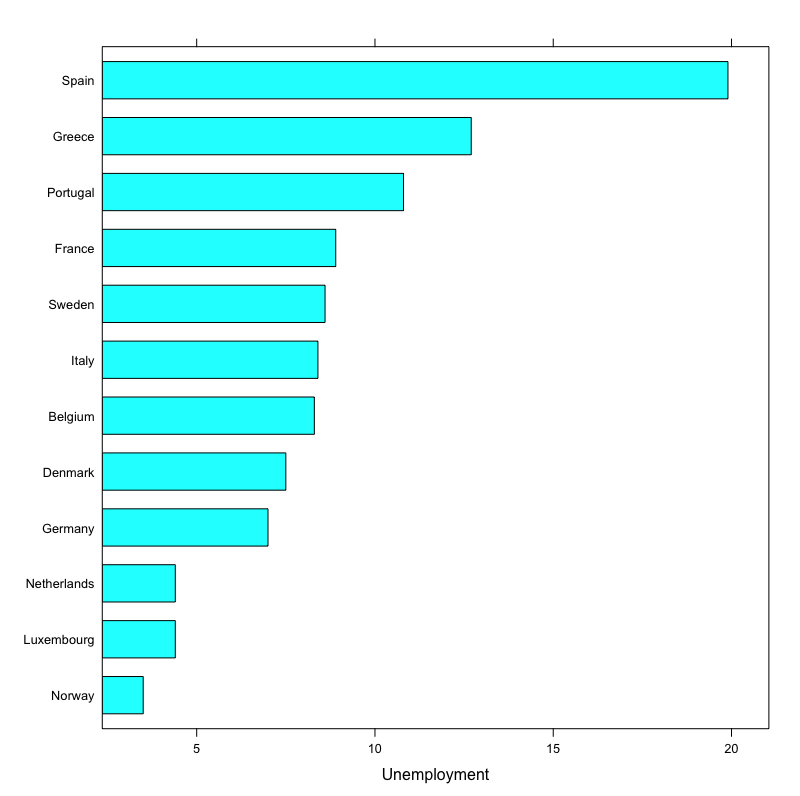 Spain
Greece
Portugal
France
Sweden
Italy
Belgium
Denmark
Germany
Netherlands
Luxembourg
Norway
5 10 15 20
Unemployment